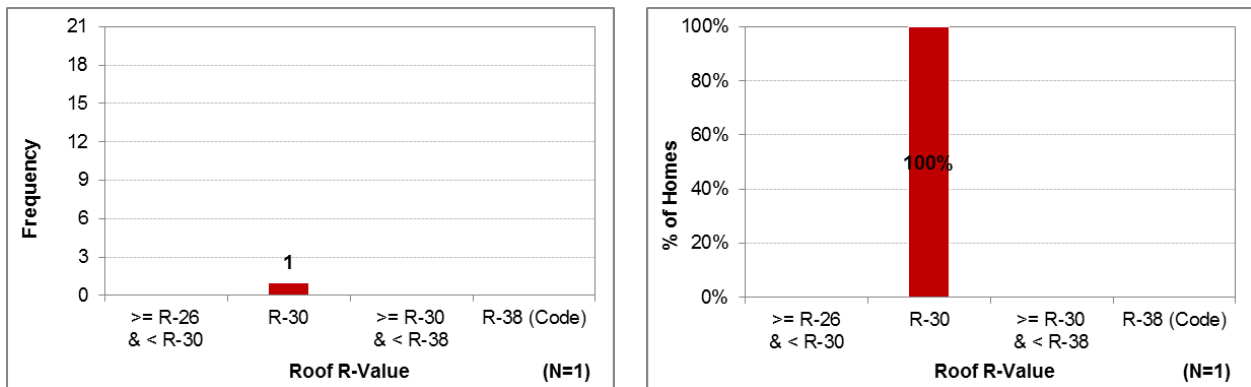 Frequency
21
18
15
12
9
6
3
0
1
>= R-26
& < R-30
R-30
>= R-30
& < R-38
R-38 (Code)
Roof R-Value
(N=1)
% of Homes
100%
80%
60%
40%
20%
0%
100%
>= R-26
& < R-30
R-30
>= R-30
& < R-38
R-38 (Code)
Roof R-Value
(N=1)